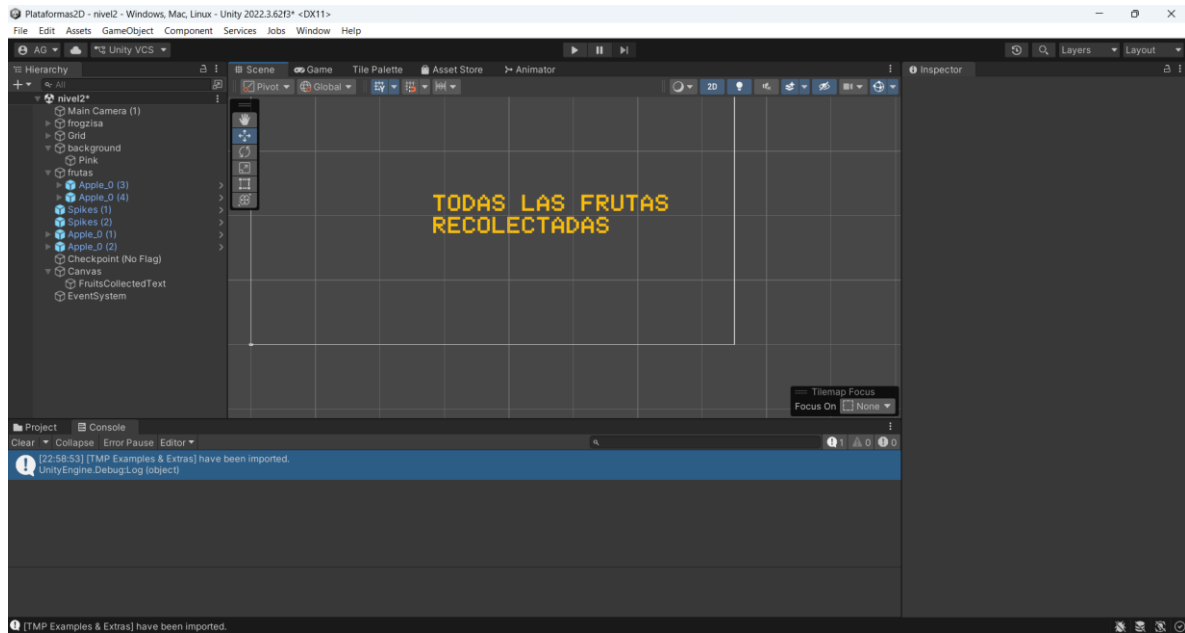 Plataformas2D - nivel2 - Windows, Mac, Linux - Unity 2022.3.62f3* <DX11>
File Edit Assets GameObject Component Services Jobs Window Help
AG Unity VCS Layers Layout
Hierarchy Scene Game Tile Palette Asset Store Animator Inspector
All Pivot Global 2D
nivel2*
Main Camera (1)
frogzisa
Grid
background
Pink
frutas
Apple_0 (3)
Apple_0 (4)
Spikes (1)
Spikes (2)
Apple_0 (1)
Apple_0 (2)
Checkpoint (No Flag)
Canvas
FruitsCollectedText
EventSystem
TODAS LAS FRUTAS
RECOLECTADAS
Tilemap Focus
Focus On None
Project Console
Clear Collapse Error Pause Editor 1 0 0
[22:58:53] [TMP Examples & Extras] have been imported.
UnityEngine.Debug:Log (object)
[TMP Examples & Extras] have been imported.